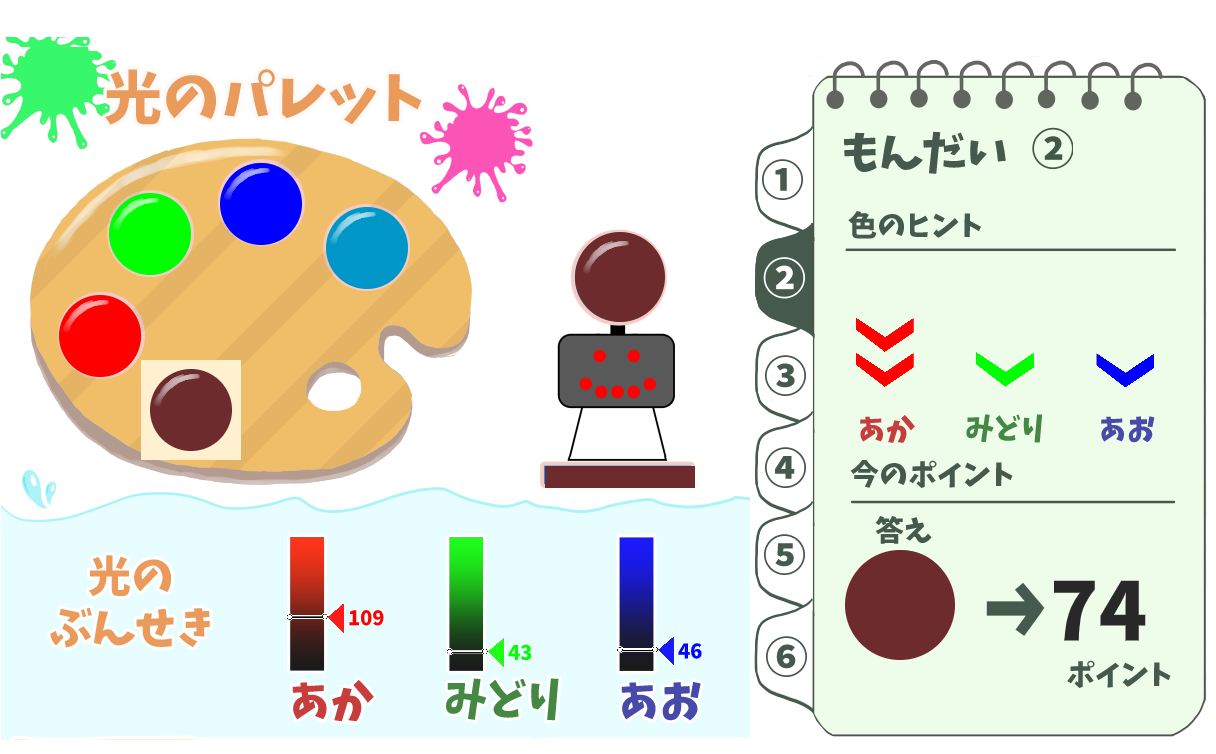 光のパレット
もんだい ②
①
②
③
④
⑤
⑥
色のヒント
あか みどり あお
今のポイント
答え
➔74
ポイント
光の
ぶんせき
109
43
46
あか みどり あお